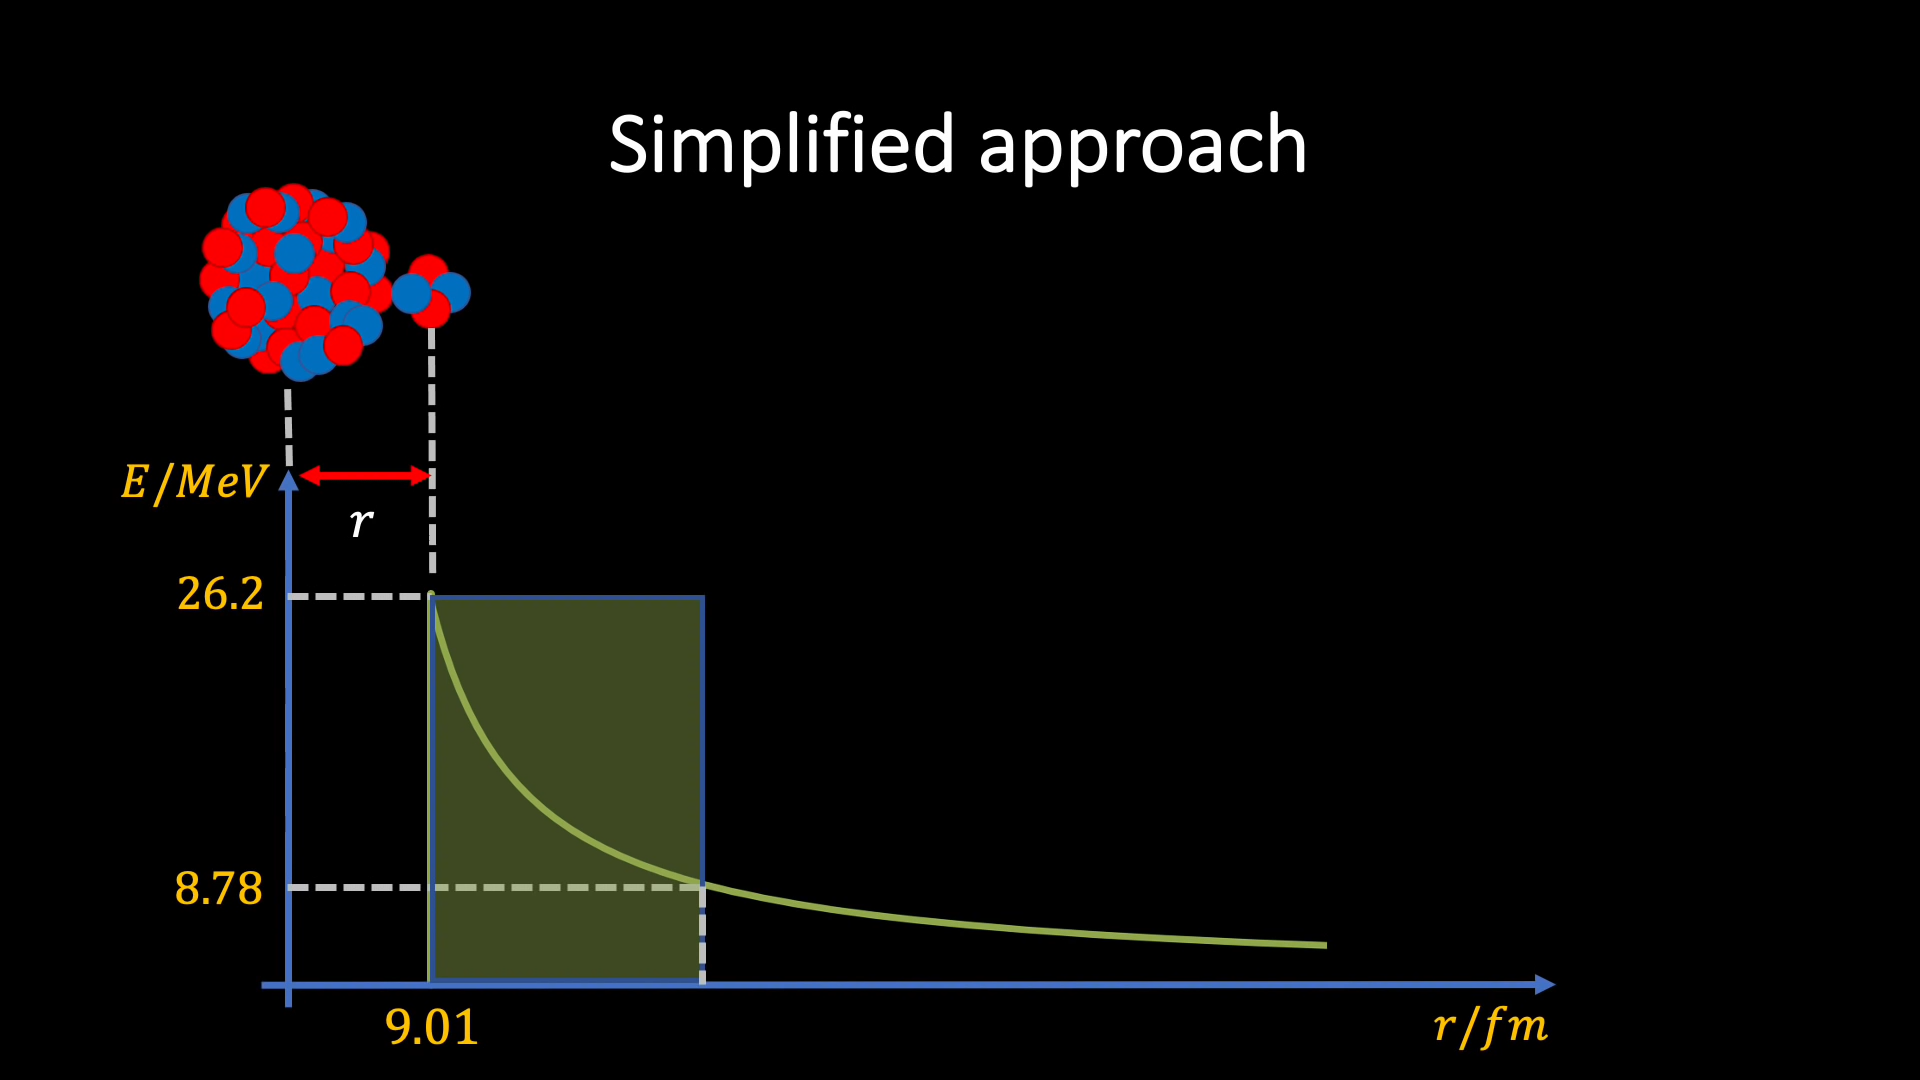 Simplified approach
E/MeV
r
26.2
8.78
9.01
r/fm